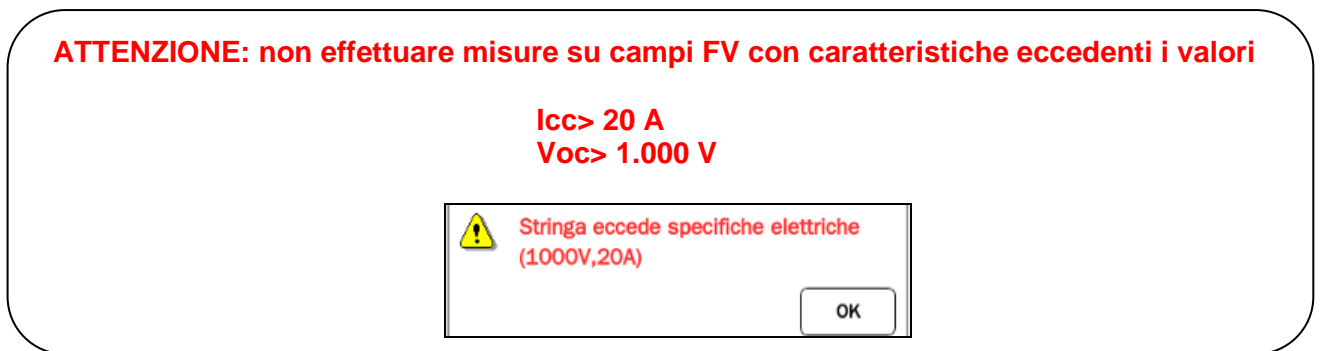 ATTENZIONE: non effettuare misure su campi FV con caratteristiche eccedenti i valori
Icc> 20 A
Voc> 1.000 V
Stringa eccede specifiche elettriche
(1000V,20A)
OK